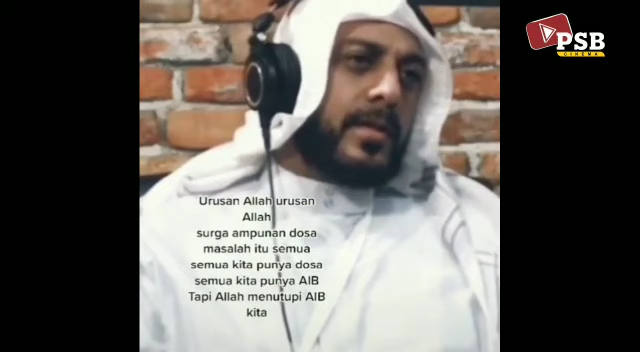 PSB
CINEMA
Urusan Allah urusan
Allah
surga ampunan dosa
masalah itu semua
semua kita punya dosa
semua kita punya AIB
Tapi Allah menutupi AIB
kita